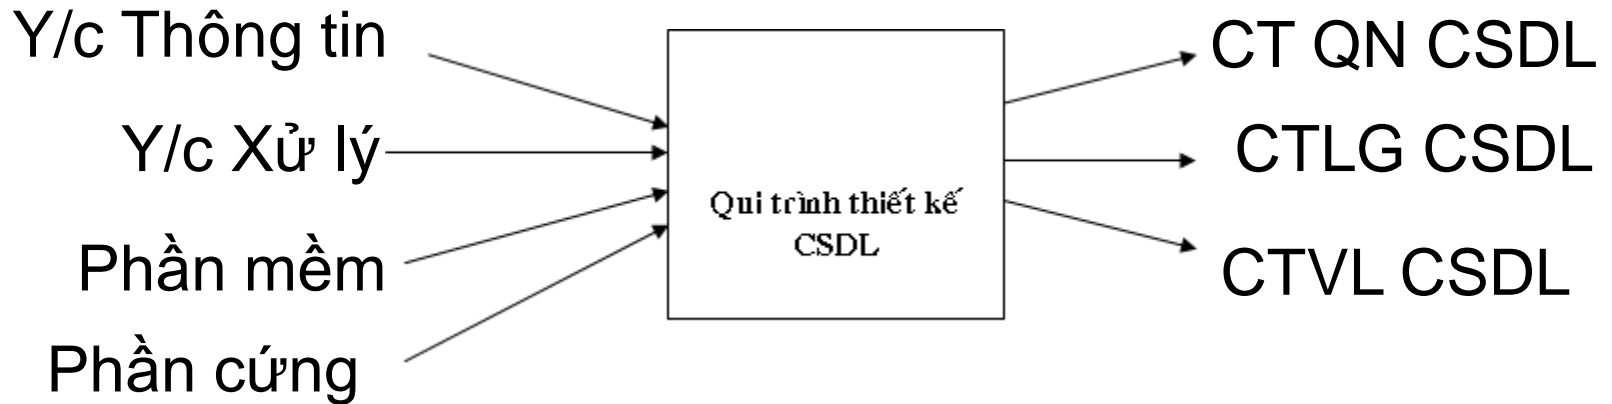 Y/c Thông tin
Y/c Xử lý
Phần mềm
Phần cứng
Qui trình thiết kế
CSDL
CT QN CSDL
CTLG CSDL
CTVL CSDL